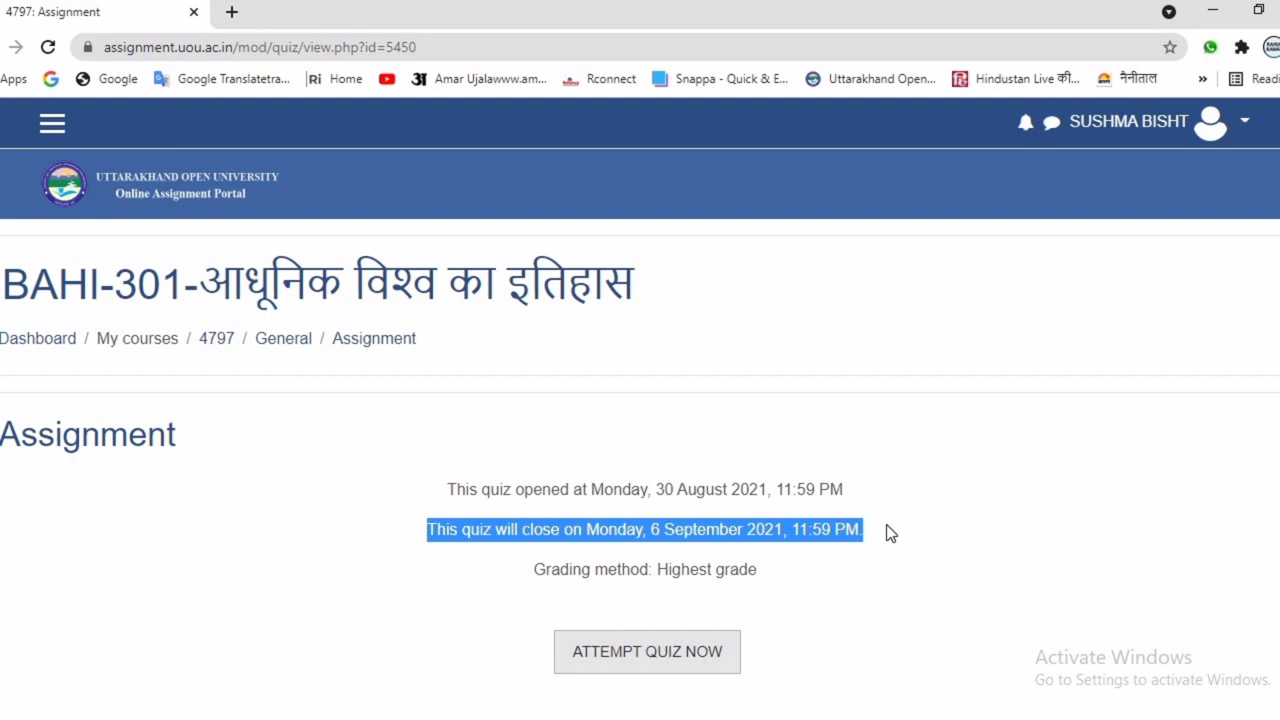 4797: Assignment
assignment.uou.ac.in/mod/quiz/view.php?id=5450
Apps Google Google Translatetra... Ri Home Amar Ujalawww.am... Rconnect Snappa - Quick & E... Uttarakhand Open... Hindustan Live की... नैनीताल » Readi
SUSHMA BISHT
UTTARAKHAND OPEN UNIVERSITY
Online Assignment Portal
BAHI-301-आधूनिक विश्व का इतिहास
Dashboard / My courses / 4797 / General / Assignment
Assignment
This quiz opened at Monday, 30 August 2021, 11:59 PM
This quiz will close on Monday, 6 September 2021, 11:59 PM.
Grading method: Highest grade
ATTEMPT QUIZ NOW
Activate Windows
Go to Settings to activate Windows.